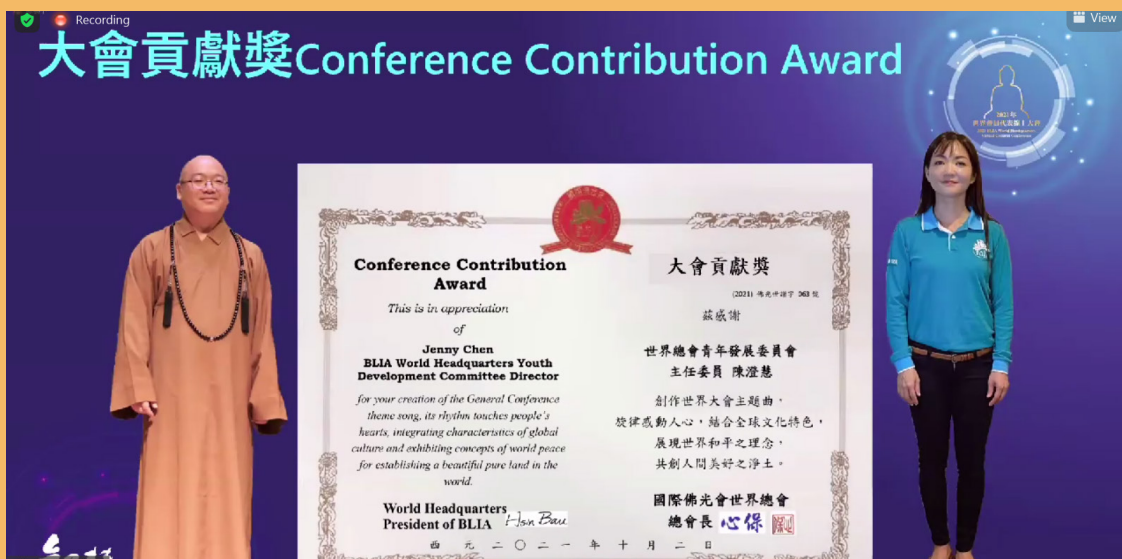 Recording
View
大會貢獻獎Conference Contribution Award
2021年
Conference Contribution
Award
This is in appreciation
of
Jenny Chen
BLIA World Headquarters Youth
Development Committee Director
for your creation of the General Conference
theme song, its rhythm touches people's
hearts, integrating characteristics of global
culture and exhibiting concepts of world peace
for establishing a beautiful pure land in the
world.
World Headquarters
President of BLIA Hsin Bau
大會貢獻獎
(2021) 佛光世譜字 063 號
茲感謝
世界總會青年發展委員會
主任委員 陳澄慧
創作世界大會主題曲，
旋律感動人心，結合全球文化特色，
展現世界和平之理念，
共創人間美好之淨土。
國際佛光會世界總會
總會長 心保
西元二〇二一年十月二日